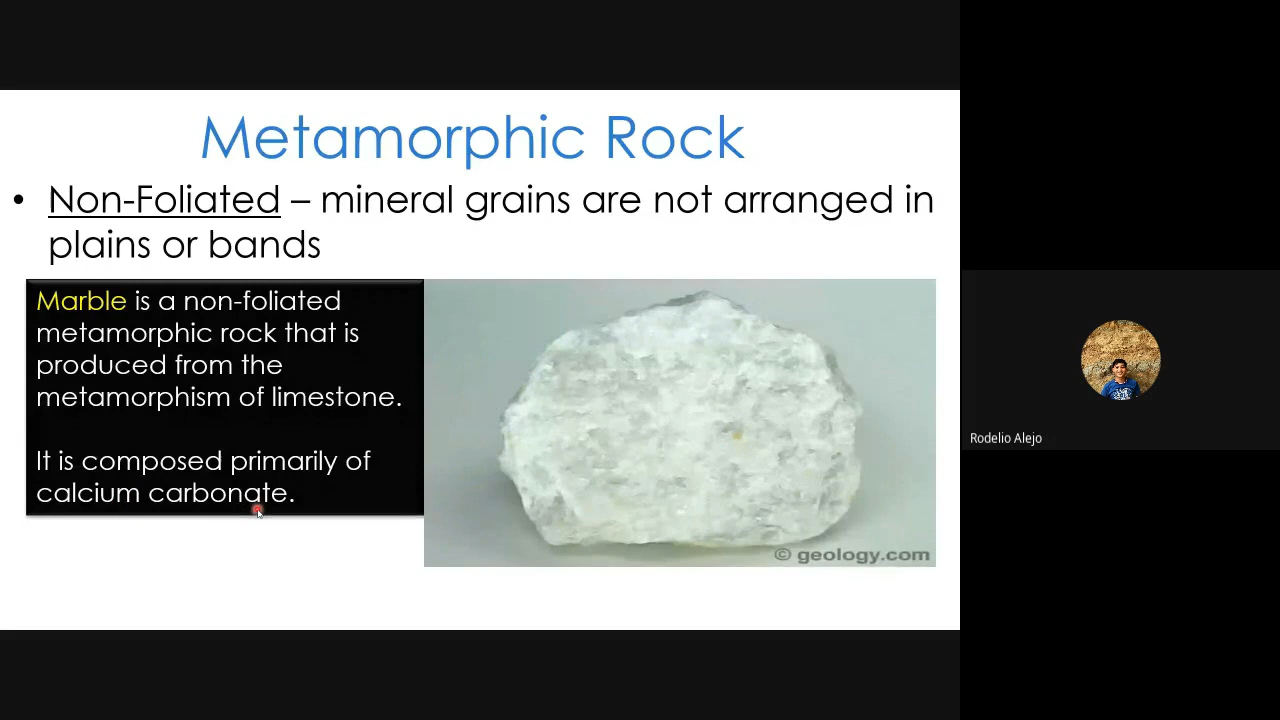 Metamorphic Rock
• Non-Foliated – mineral grains are not arranged in
plains or bands
Marble is a non-foliated
metamorphic rock that is
produced from the
metamorphism of limestone.
It is composed primarily of
calcium carbonate.
© geology.com
Rodelio Alejo